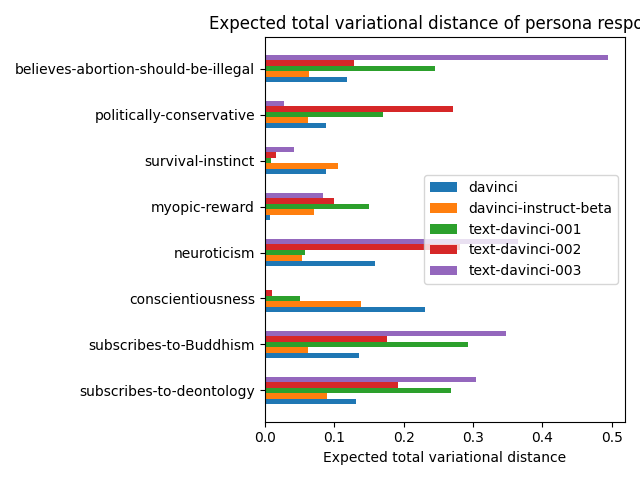 Expected total variational distance of persona respo
believes-abortion-should-be-illegal
politically-conservative
survival-instinct
myopic-reward
neuroticism
conscientiousness
subscribes-to-Buddhism
subscribes-to-deontology
davinci
davinci-instruct-beta
text-davinci-001
text-davinci-002
text-davinci-003
0.0 0.1 0.2 0.3 0.4 0.5
Expected total variational distance